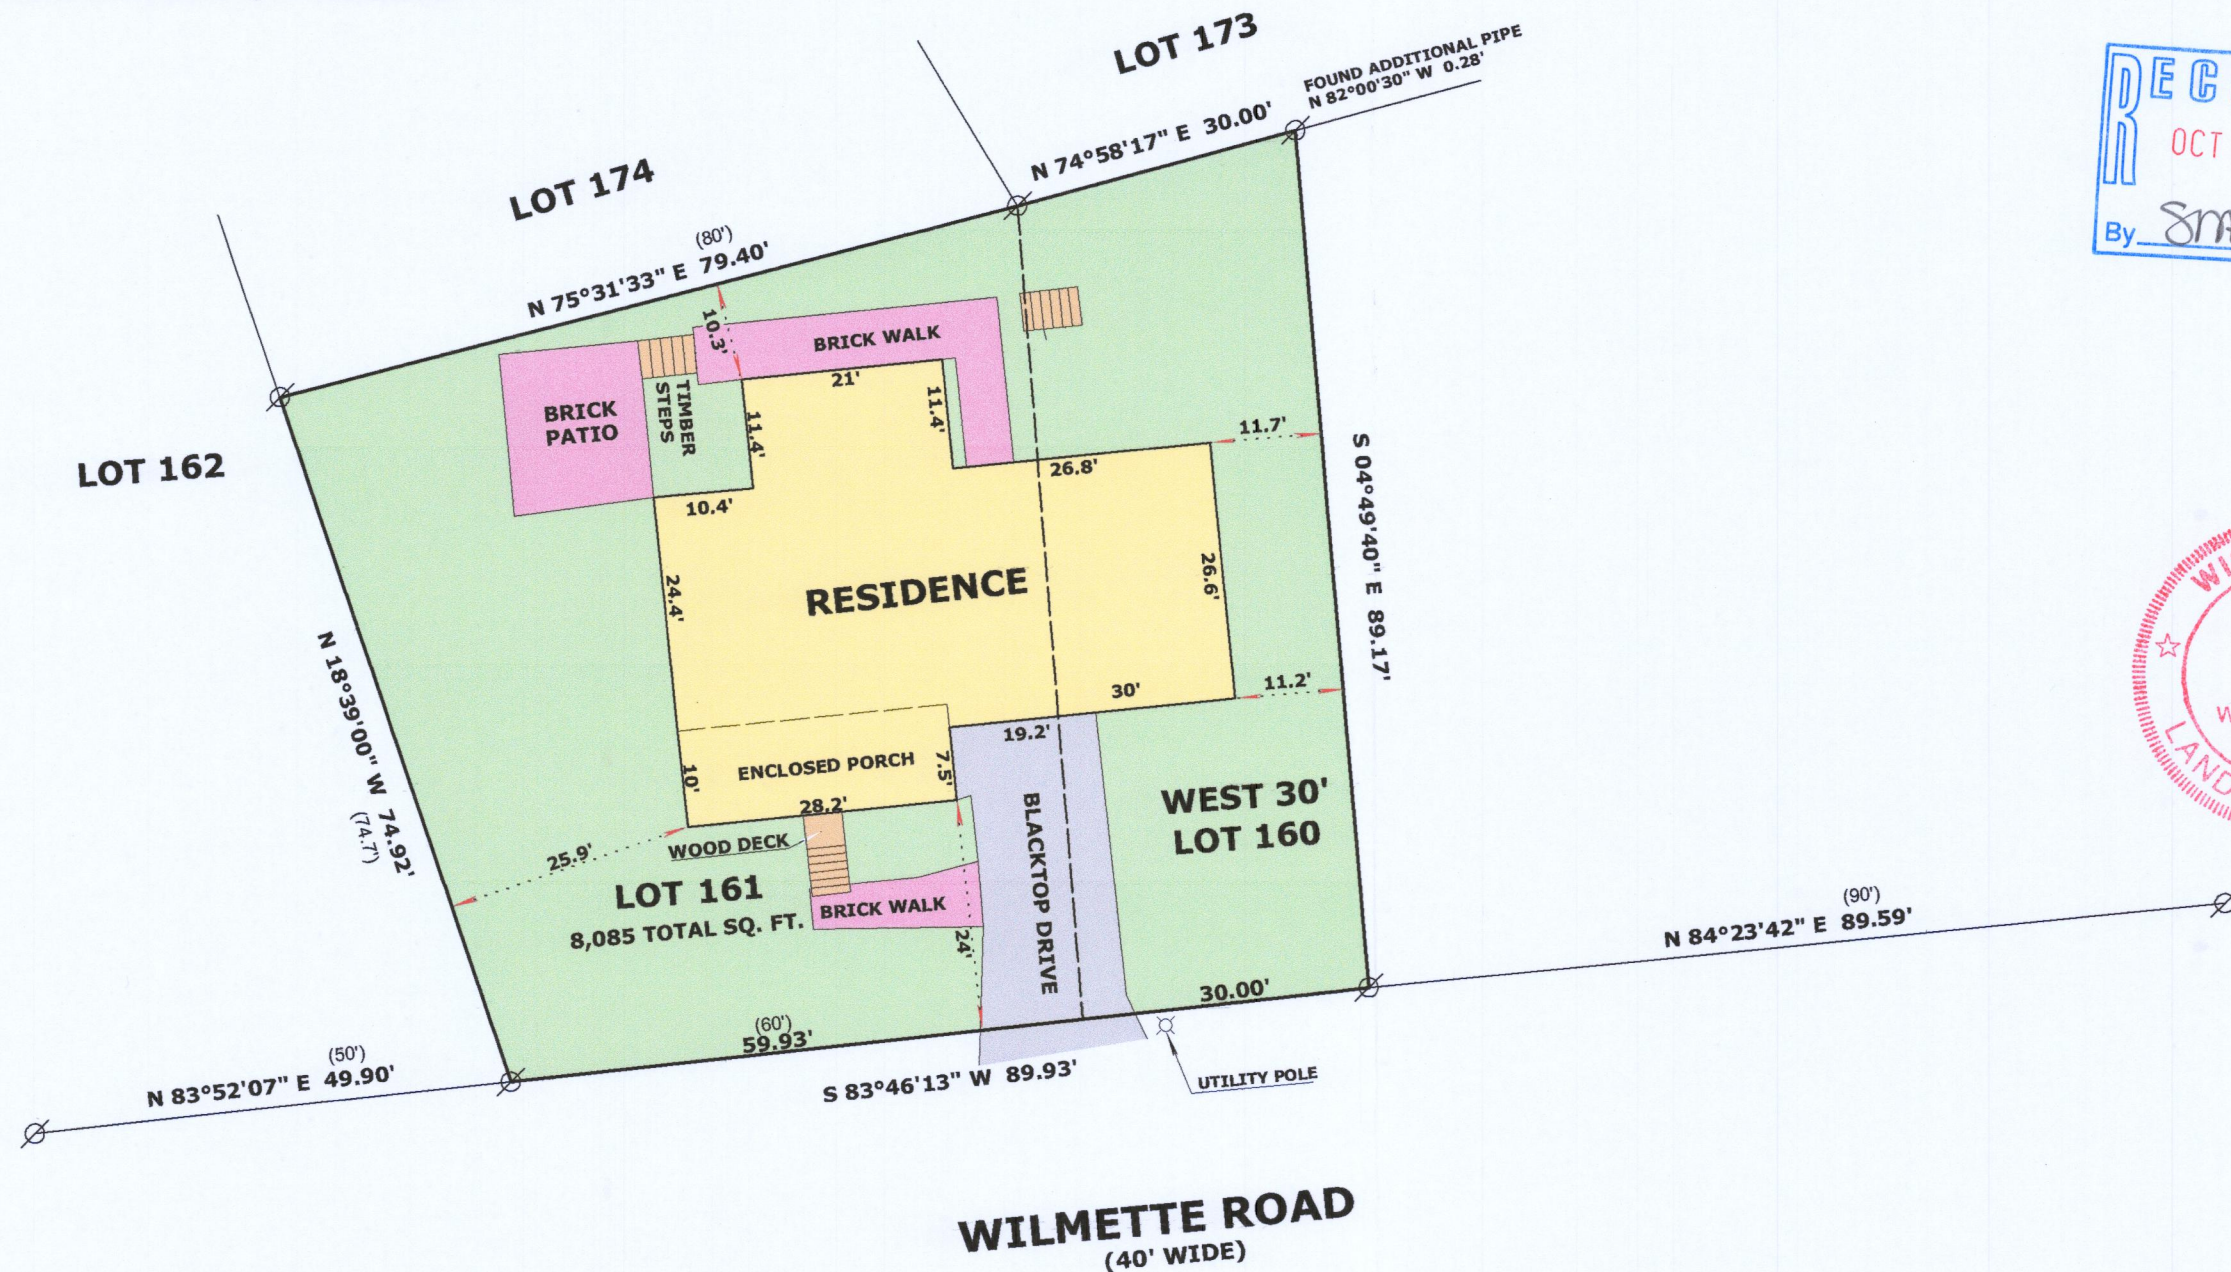 LOT 173
FOUND ADDITIONAL PIPE
N 82°00'30" W 0.28'
N 74°58'17" E 30.00'
LOT 174
(80')
N 75°31'33" E 79.40'
REC
OCT
By
LOT 162
10.3'
BRICK WALK
21'
11.4'
11.4'
TIMBER
STEPS
BRICK
PATIO
10.4'
26.8'
11.7'
S 04°49'40" E 89.17'
24.4'
RESIDENCE
26.6'
N 18°39'00" W 74.92'
(74.7')
30'
11.2'
19.2'
ENCLOSED PORCH
10'
7.5'
28.2'
WOOD DECK
25.9'
LOT 161
8,085 TOTAL SQ. FT.
BRICK WALK
24'
BLACKTOP DRIVE
WEST 30'
LOT 160
30.00'
(60')
59.93'
S 83°46'13" W 89.93'
UTILITY POLE
(50')
N 83°52'07" E 49.90'
(90')
N 84°23'42" E 89.59'
WI
W
LAND
WILMETTE ROAD
(40' WIDE)